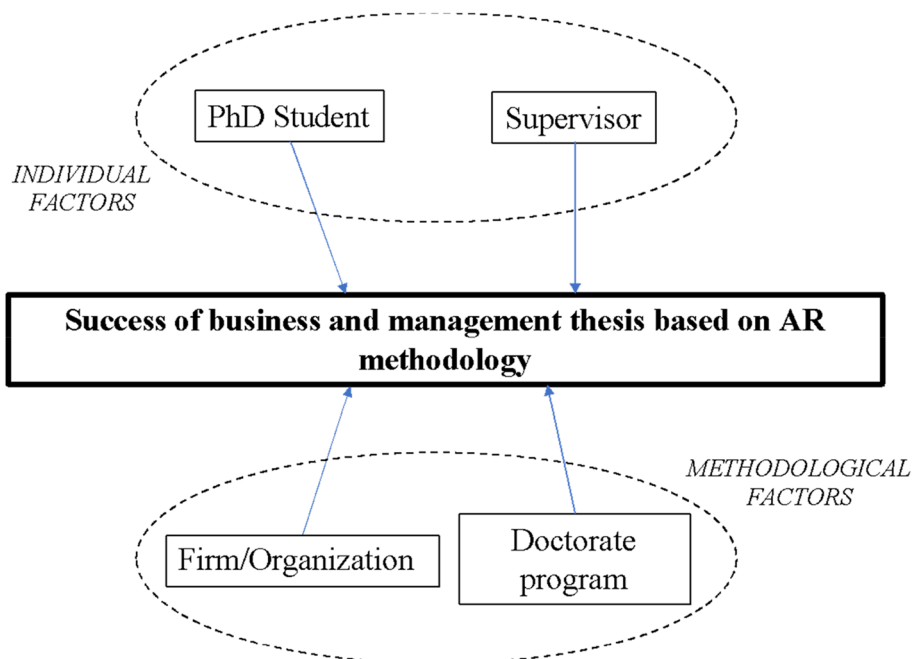 PhD Student
Supervisor
INDIVIDUAL
FACTORS
Success of business and management thesis based on AR
methodology
METHODOLOGICAL
FACTORS
Firm/Organization
Doctorate
program